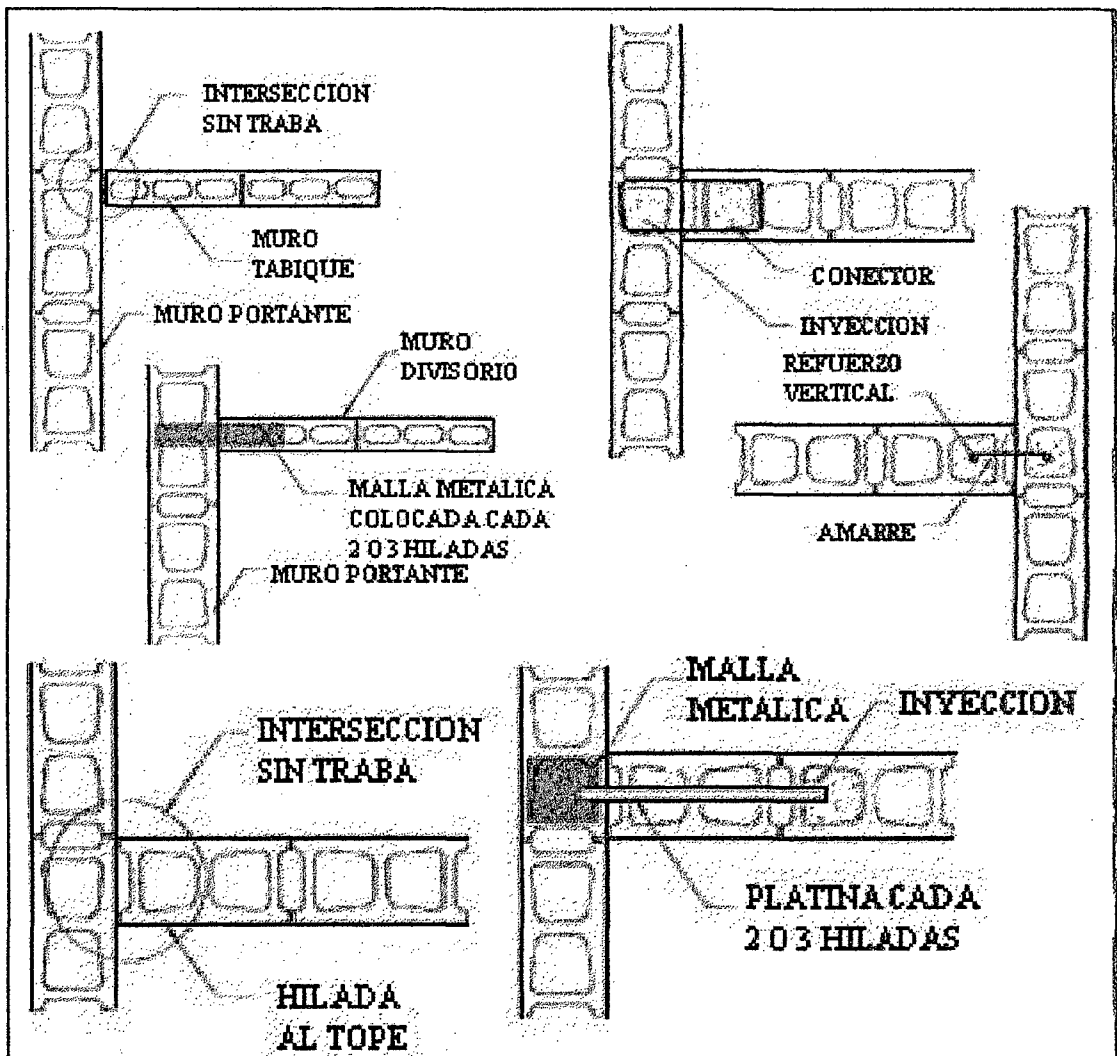 INTERSECCION
SIN TRABA
MURO
TABIQUE
MURO PORTANTE
MURO
DIVISORIO
MALLA METALICA
COLOCADA CADA
2 O 3 HILADAS
MURO PORTANTE
CONECTOR
INYECCION
REFUERZO
VERTICAL
AMARRE
INTERSECCION
SIN TRABA
HILADA
AL TOPE
MALLA
METALICA
INYECCION
PLATINA CADA
2 O 3 HILADAS